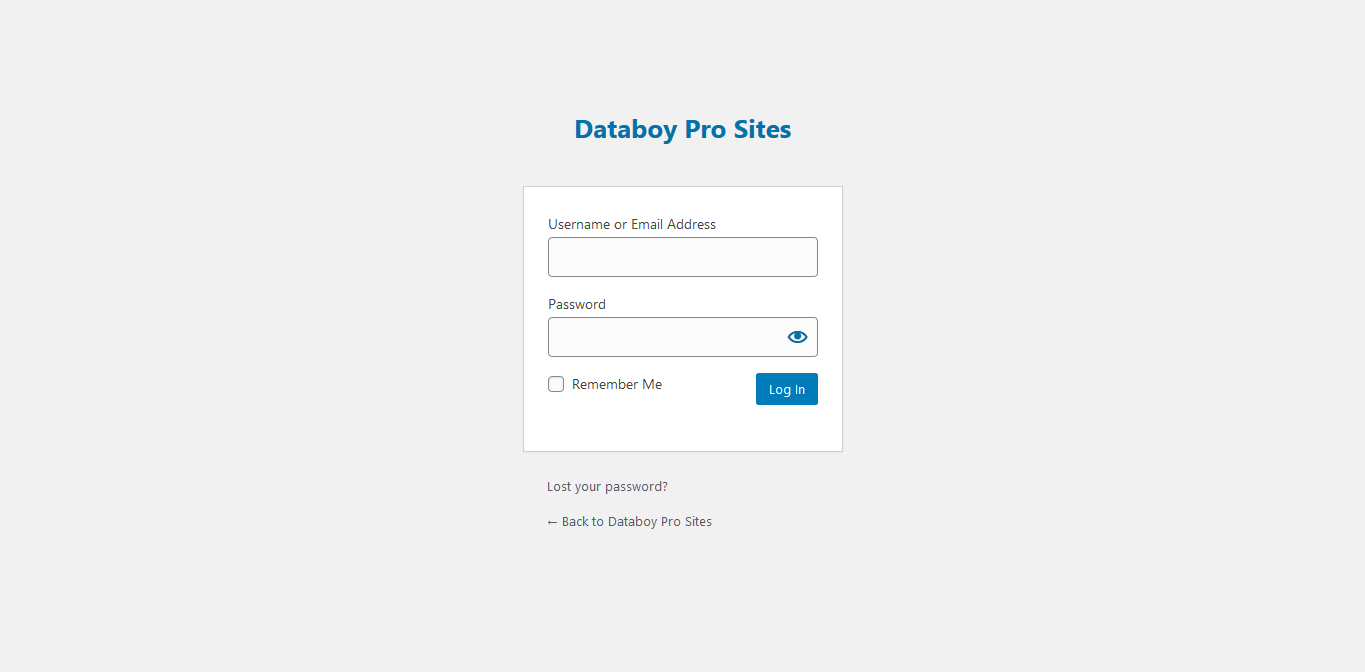 Databoy Pro Sites
Username or Email Address
Password
Remember Me
Log In
Lost your password?
← Back to Databoy Pro Sites